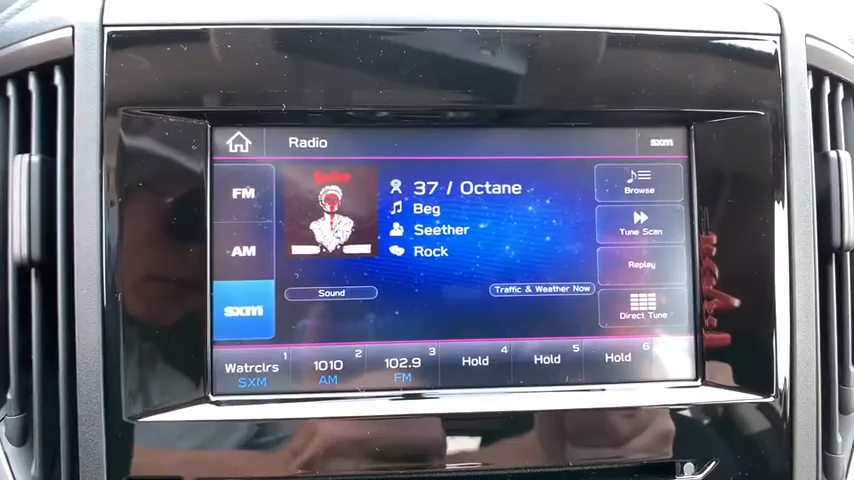 Radio
sxm
FM
AM
sxm
37 / Octane
Beg
Seether
Rock
Sound
Traffic & Weather Now
Browse
Tune Scan
Replay
Direct Tune
Watrclrs 1
SXM
1010 2
AM
102.9 3
FM
Hold 4
Hold 5
Hold 6